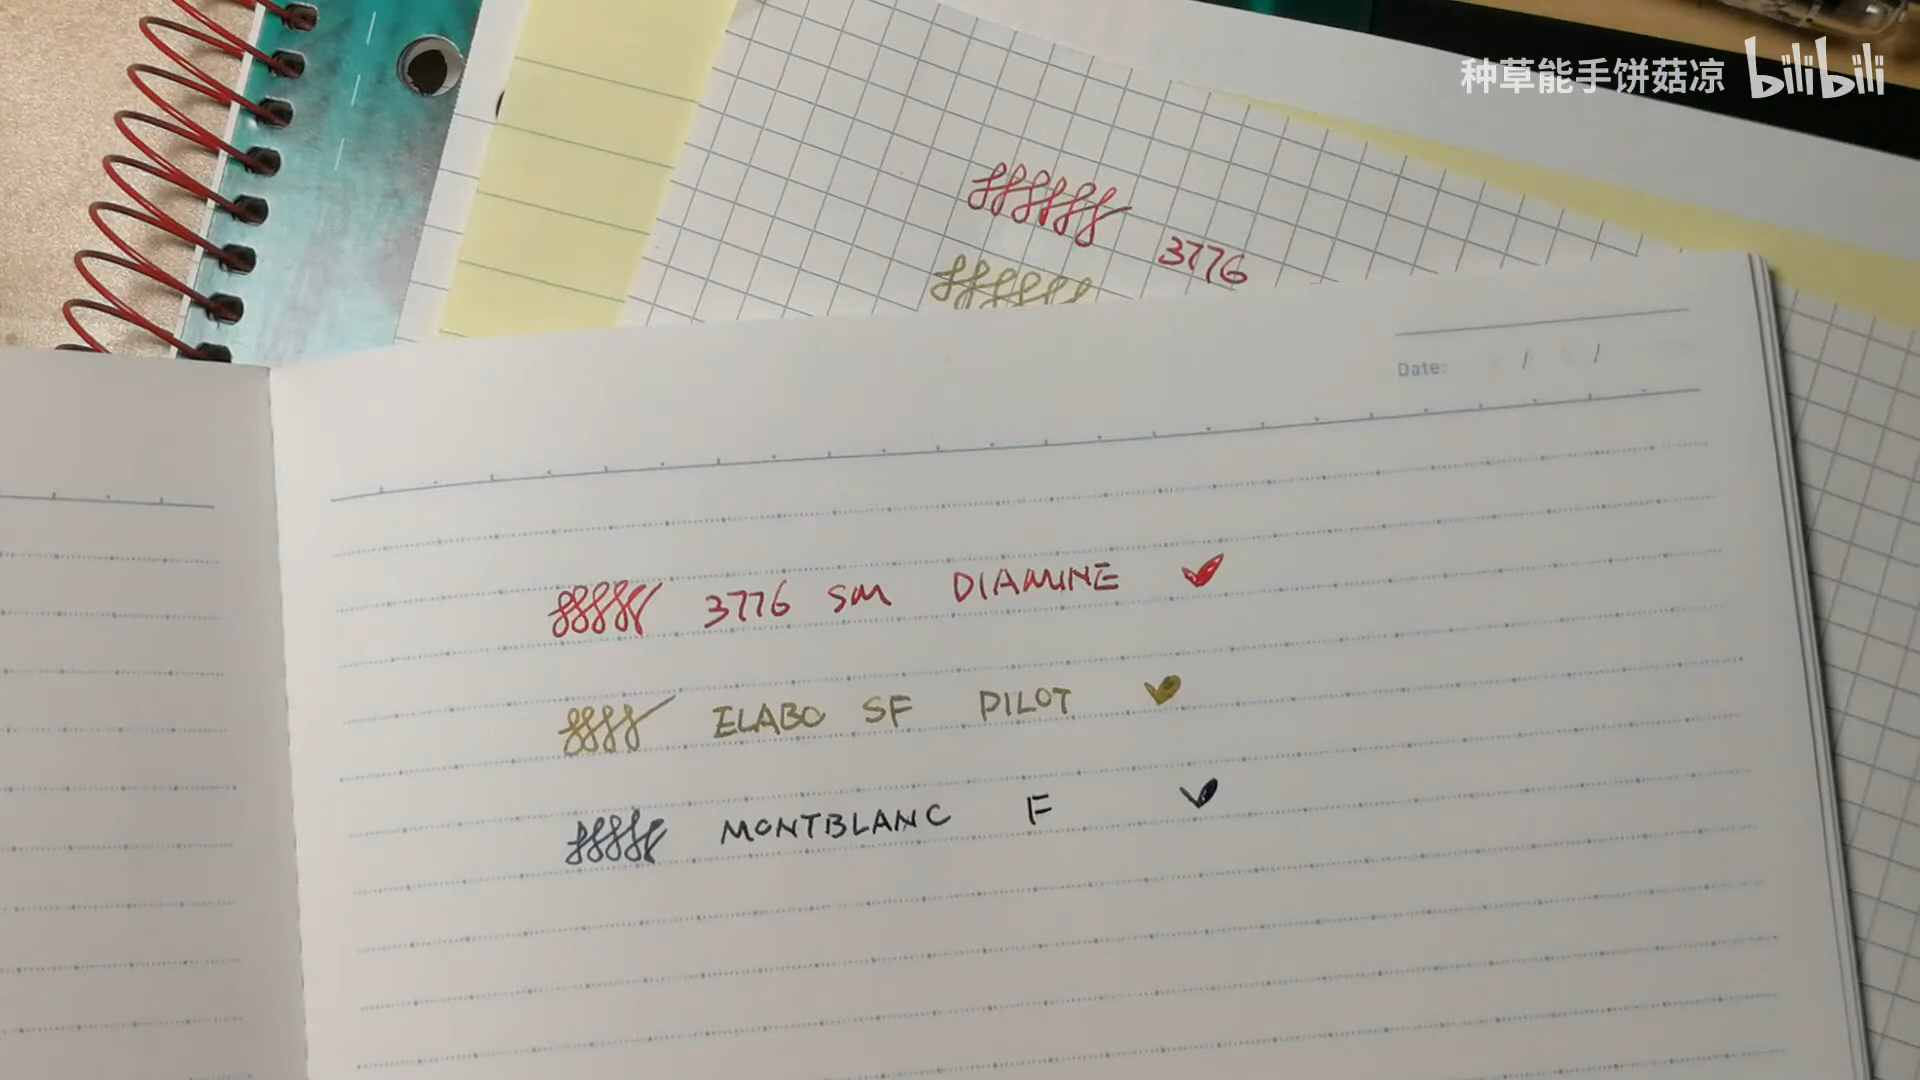 种草能手饼菇凉 bilibili
3776
Date: / /
3776 SM DIAMINE
ELABO SF PILOT
MONTBLANC F